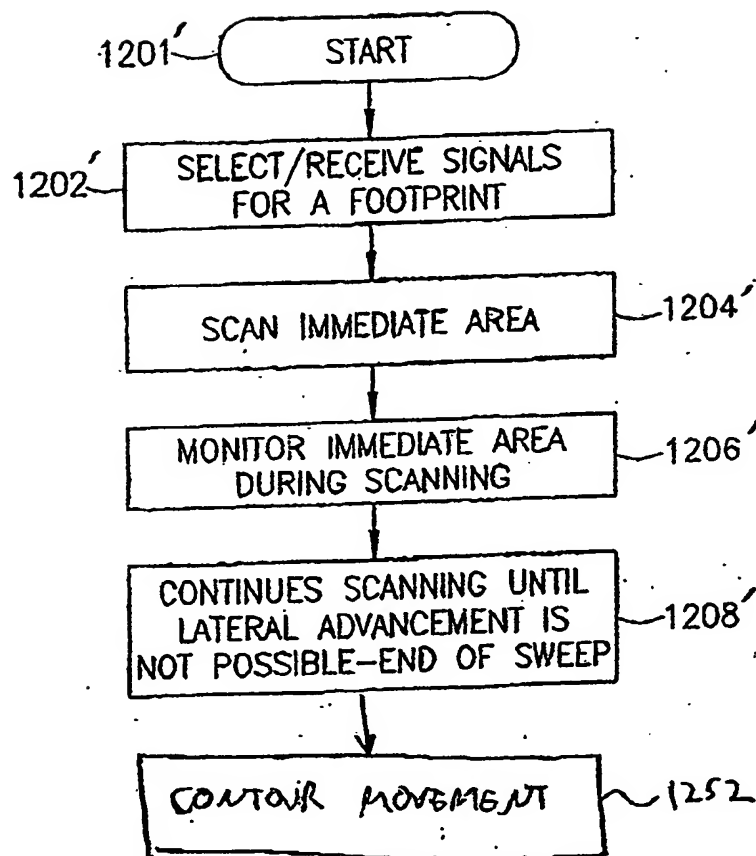 1201'
START
1202'
SELECT/RECEIVE SIGNALS
FOR A FOOTPRINT
SCAN IMMEDIATE AREA
1204'
MONITOR IMMEDIATE AREA
DURING SCANNING
1206'
CONTINUES SCANNING UNTIL
LATERAL ADVANCEMENT IS
NOT POSSIBLE-END OF SWEEP
1208'
CONTOIR MOVEMENT
1252